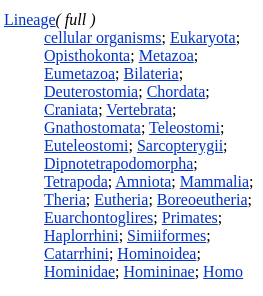 Lineage( full )
cellular organisms; Eukaryota;
Opisthokonta; Metazoa;
Eumetazoa; Bilateria;
Deuterostomia; Chordata;
Craniata; Vertebrata;
Gnathostomata; Teleostomi;
Euteleostomi; Sarcopterygii;
Dipnotetrapodomorpha;
Tetrapoda; Amniota; Mammalia;
Theria; Eutheria; Boreoeutheria;
Euarchontoglires; Primates;
Haplorrhini; Simiiformes;
Catarrhini; Hominoidea;
Hominidae; Homininae; Homo